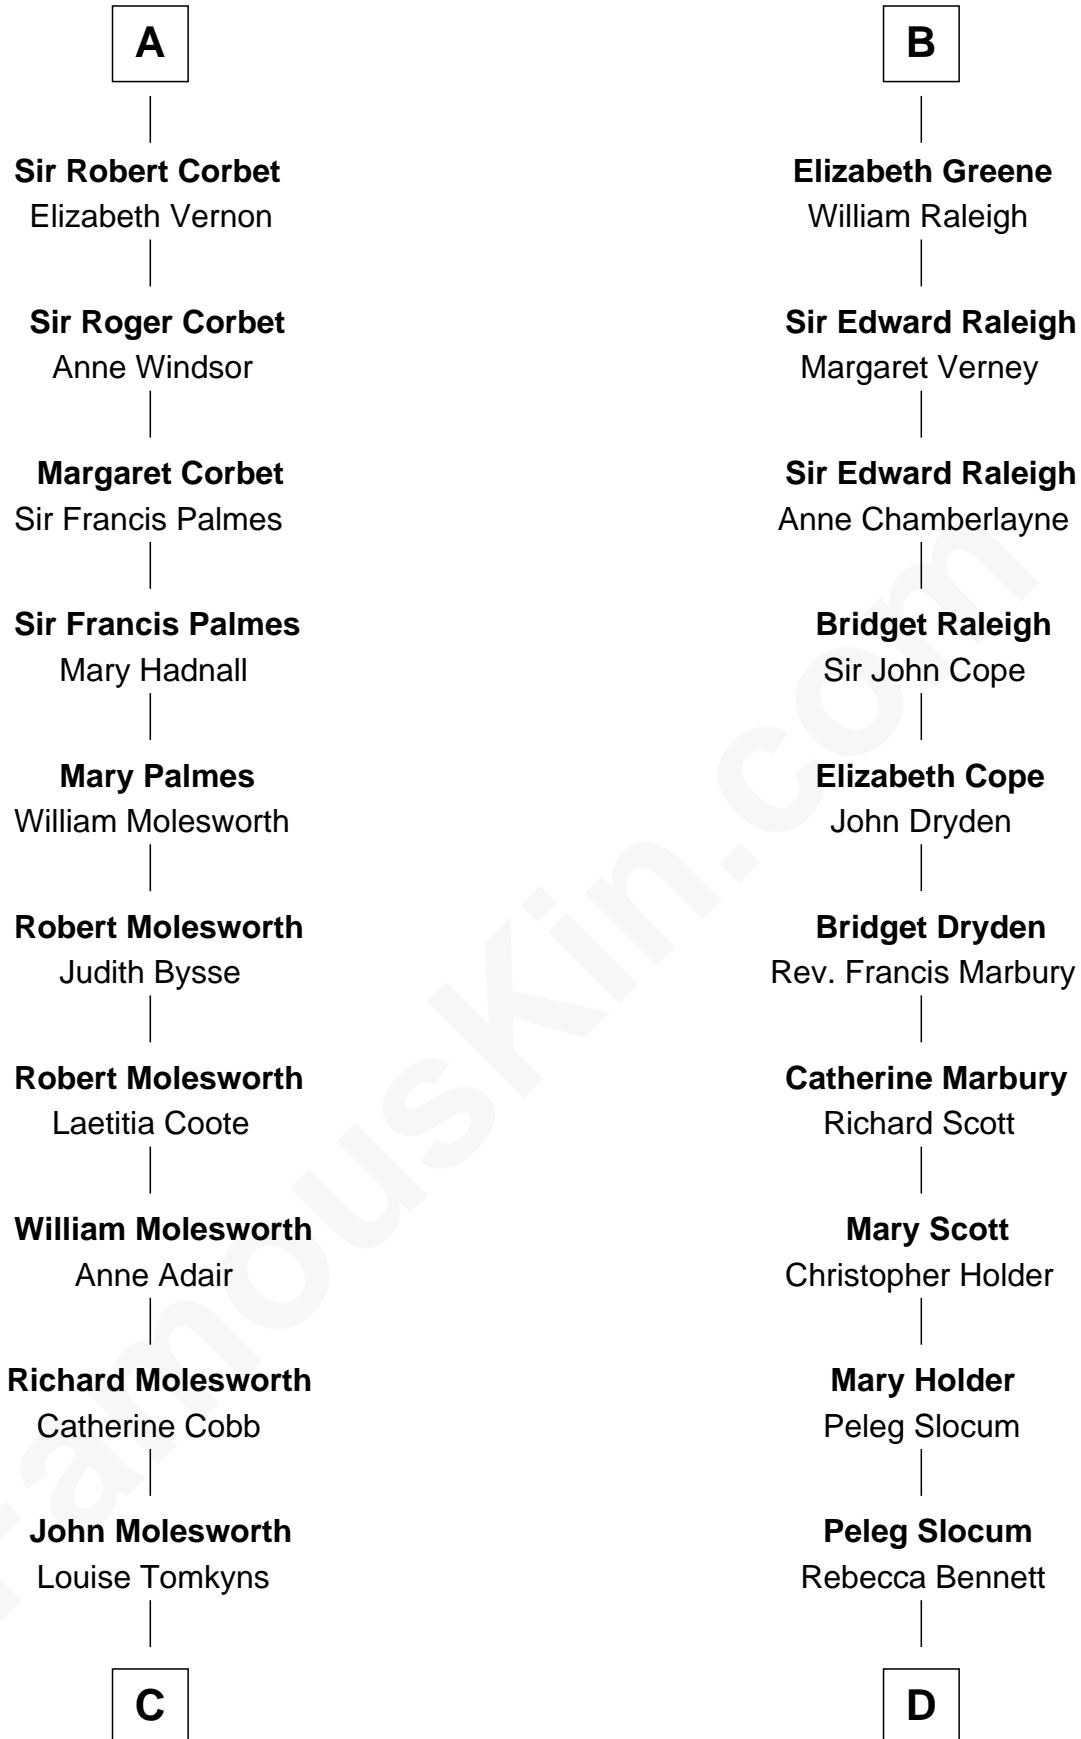 A
Sir Robert Corbet
Elizabeth Vernon
Sir Roger Corbet
Anne Windsor
Margaret Corbet
Sir Francis Palmes
Sir Francis Palmes
Mary Hadnall
Mary Palmes
William Molesworth
Robert Molesworth
Judith Bysse
Robert Molesworth
Laetitia Coote
William Molesworth
Anne Adair
Richard Molesworth
Catherine Cobb
John Molesworth
Louise Tomkyns
C
B
Elizabeth Greene
William Raleigh
Sir Edward Raleigh
Margaret Verney
Sir Edward Raleigh
Anne Chamberlayne
Bridget Raleigh
Sir John Cope
Elizabeth Cope
John Dryden
Bridget Dryden
Rev. Francis Marbury
Catherine Marbury
Richard Scott
Mary Scott
Christopher Holder
Mary Holder
Peleg Slocum
Peleg Slocum
Rebecca Bennett
D
FamousKin.com